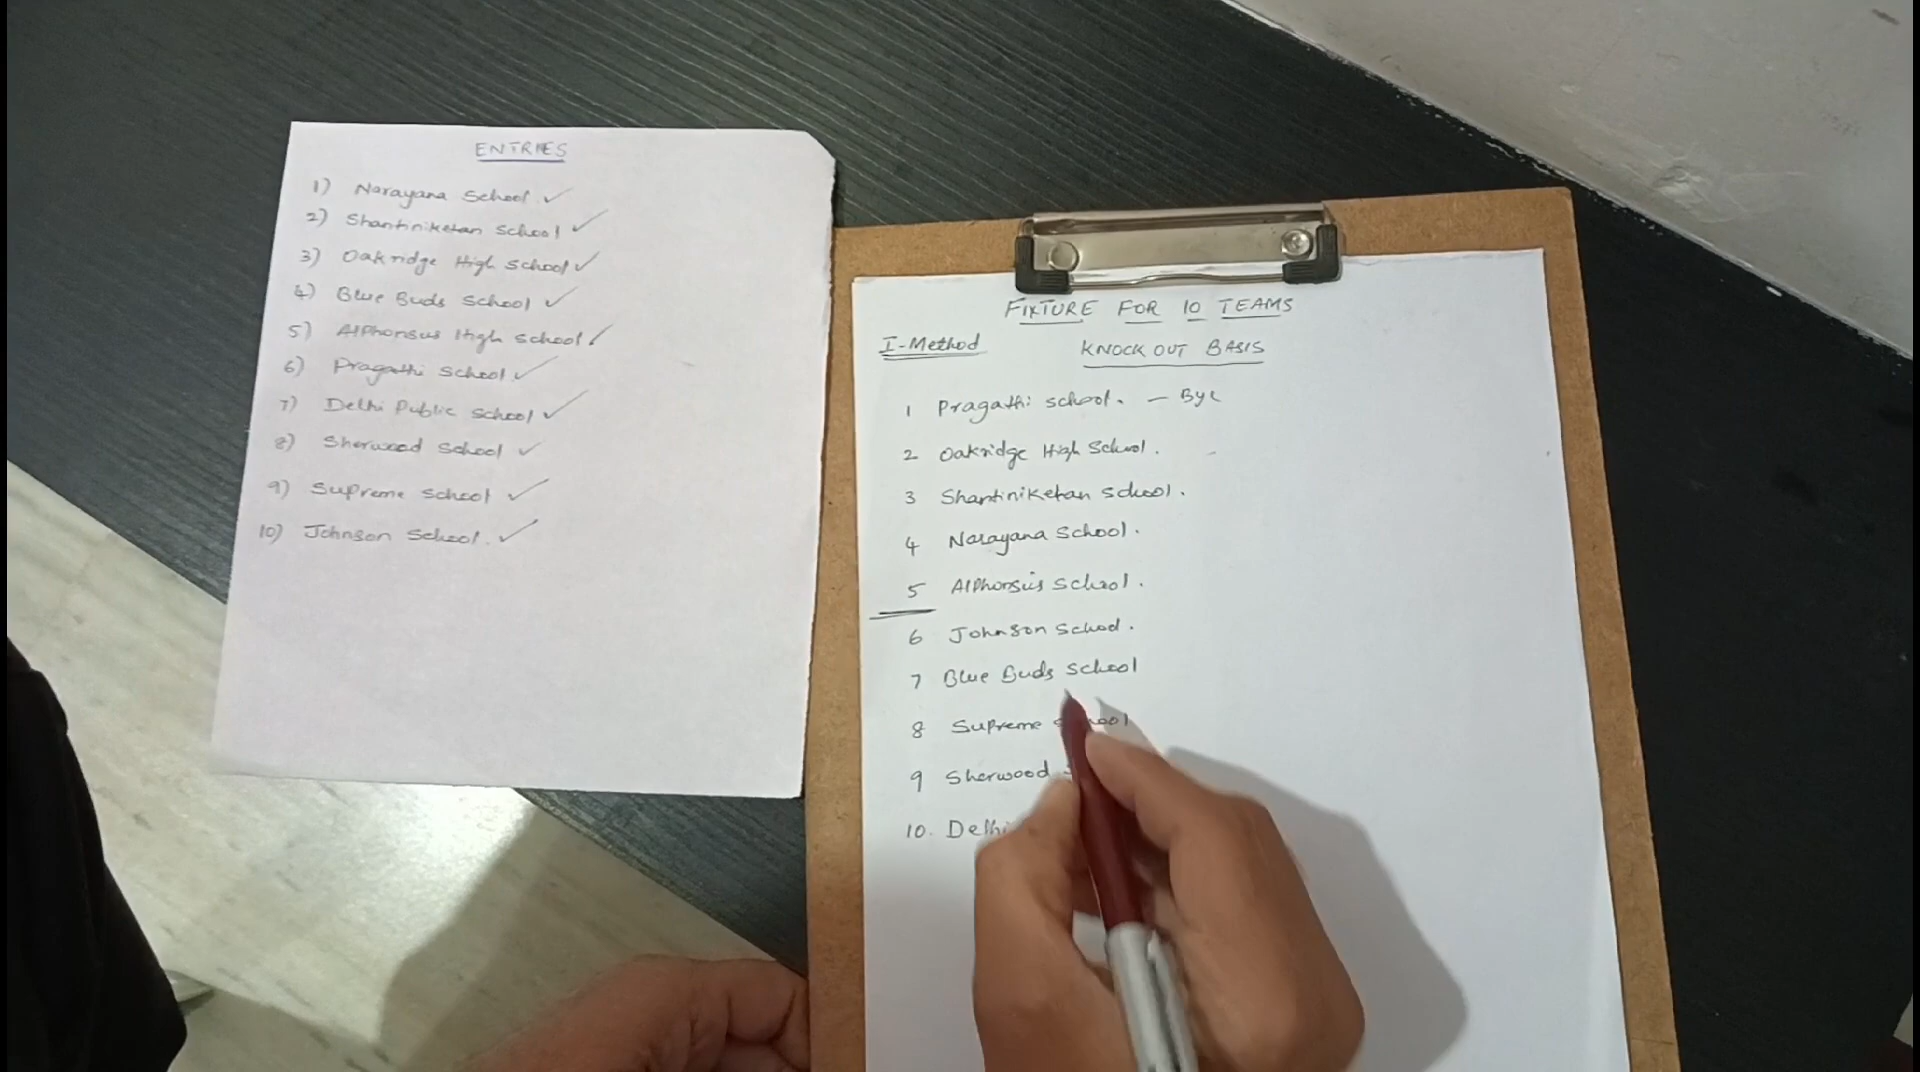 ENTRIES
1) Narayana School
2) Shantiniketan School
3) Oakridge High School
4) Blue Buds School
5) Alphonsus High School
6) Pragathi School
7) Delhi Public School
8) Sherwood School
9) Supreme School
10) Johnson School.
FIXTURE FOR 10 TEAMS
I-Method
KNOCK OUT BASIS
1 Pragathi School. - Bye
2 Oakridge High School.
3 Shantiniketan School.
4 Narayana School.
5 Alphonsus School.
6 Johnson School.
7 Blue Buds School
8 Supreme School
9 Sherwood
10. Delhi